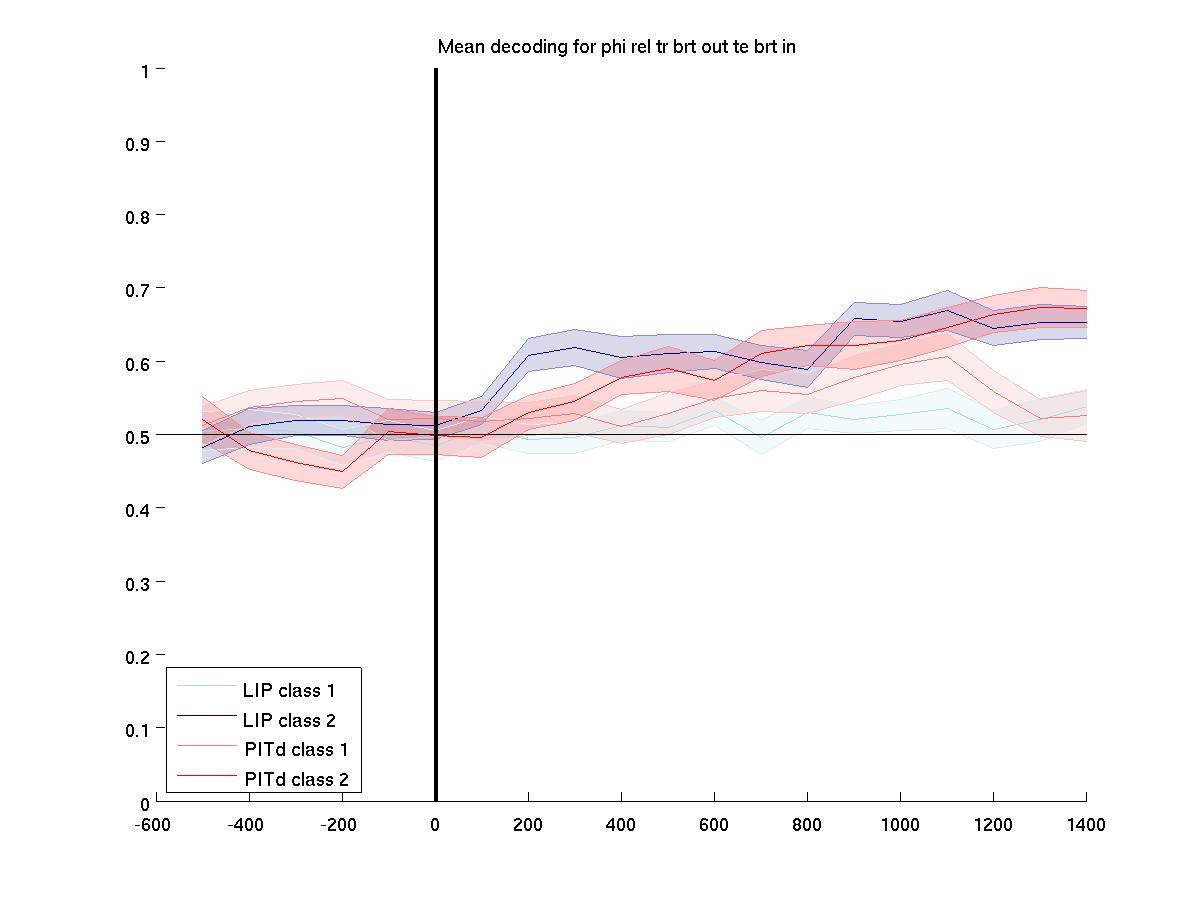 Mean decoding for phi rel tr brt out te brt in
1
0.9
0.8
0.7
0.6
0.5
0.4
0.3
0.2
0.1
0
LIP class 1
LIP class 2
PITd class 1
PITd class 2
-600 -400 -200 0 200 400 600 800 1000 1200 1400